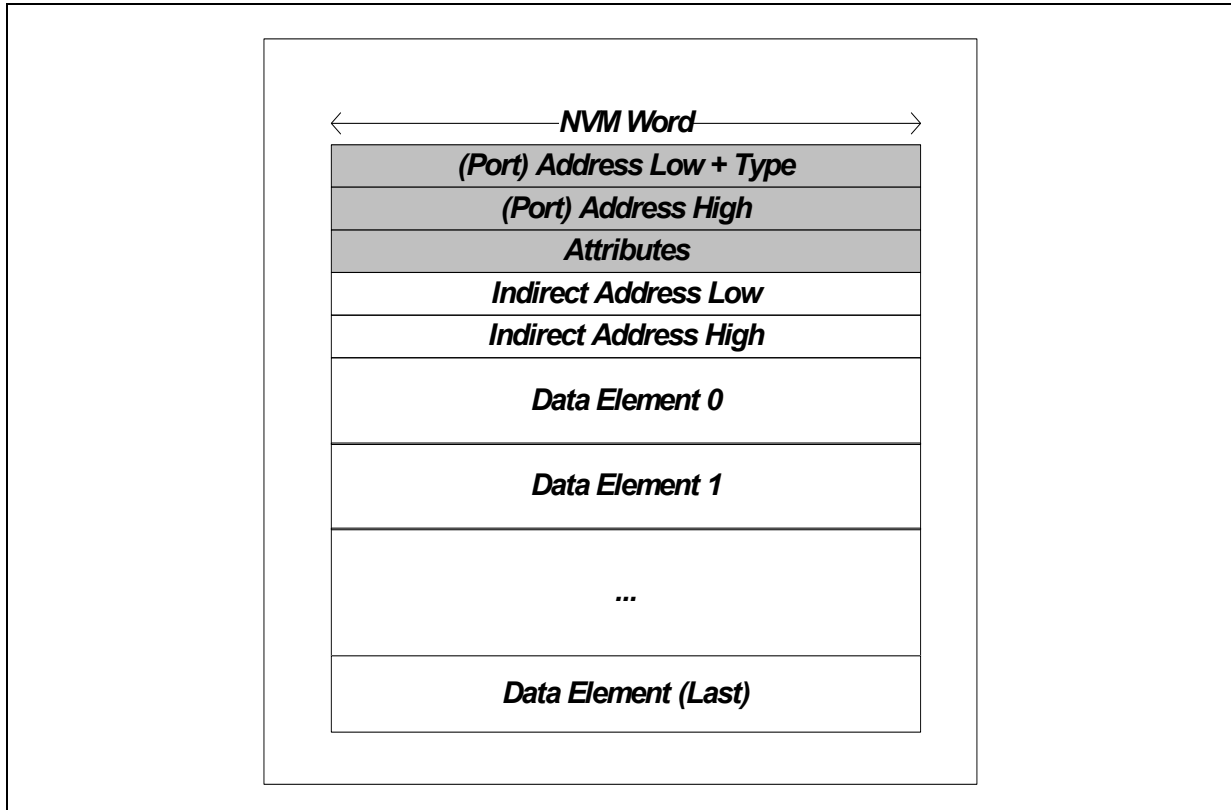 NVM Word
(Port) Address Low + Type
(Port) Address High
Attributes
Indirect Address Low
Indirect Address High
Data Element 0
Data Element 1
...
Data Element (Last)